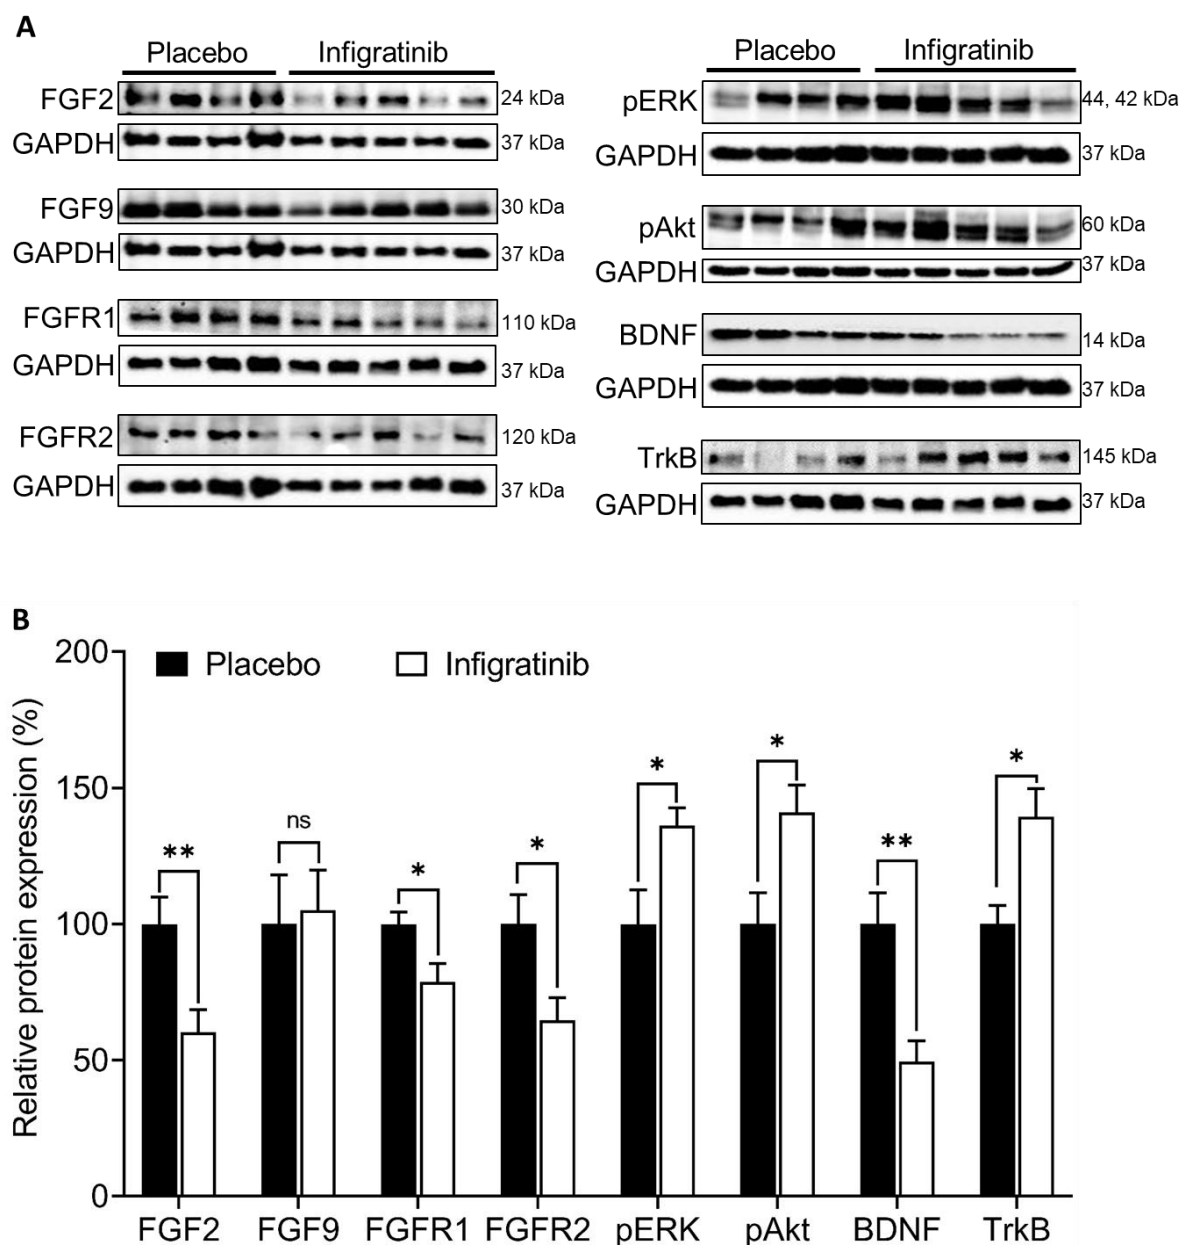 A
Placebo Infigratinib
FGF2 24 kDa
GAPDH 37 kDa
FGF9 30 kDa
GAPDH 37 kDa
FGFR1 110 kDa
GAPDH 37 kDa
FGFR2 120 kDa
GAPDH 37 kDa
Placebo Infigratinib
pERK 44, 42 kDa
GAPDH 37 kDa
pAkt 60 kDa
GAPDH 37 kDa
BDNF 14 kDa
GAPDH 37 kDa
TrkB 145 kDa
GAPDH 37 kDa
B
Relative protein expression (%)
200
150
100
50
0
Placebo Infigratinib
** ns * * * * ** *
FGF2 FGF9 FGFR1 FGFR2 pERK pAkt BDNF TrkB